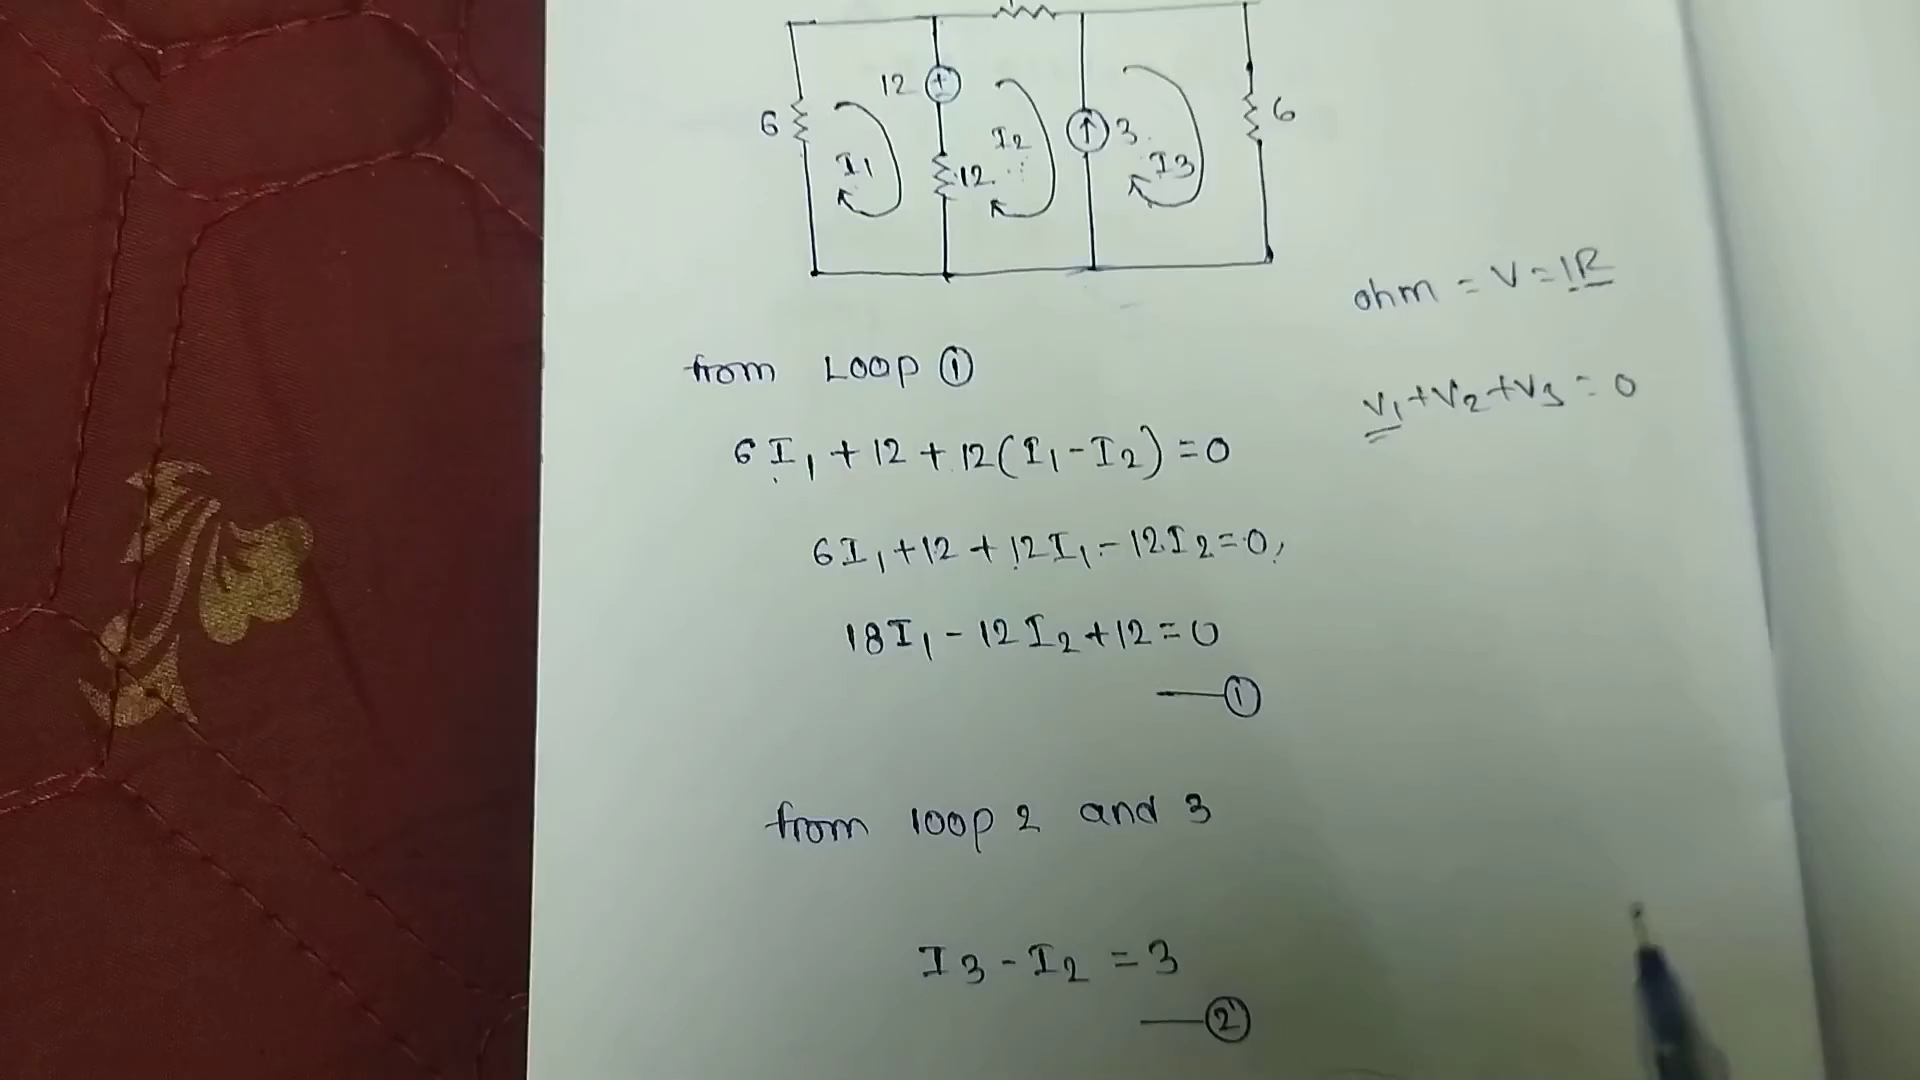 12
6
I1
I2
12
3
I3
6
ohm = V = IR
from Loop ①
V1+V2+V3 = 0
6I1 + 12 + 12(I1-I2) = 0
6I1 + 12 + 12I1 - 12I2 = 0
18I1 - 12I2 + 12 = 0
①
from loop 2 and 3
I3 - I2 = 3
②